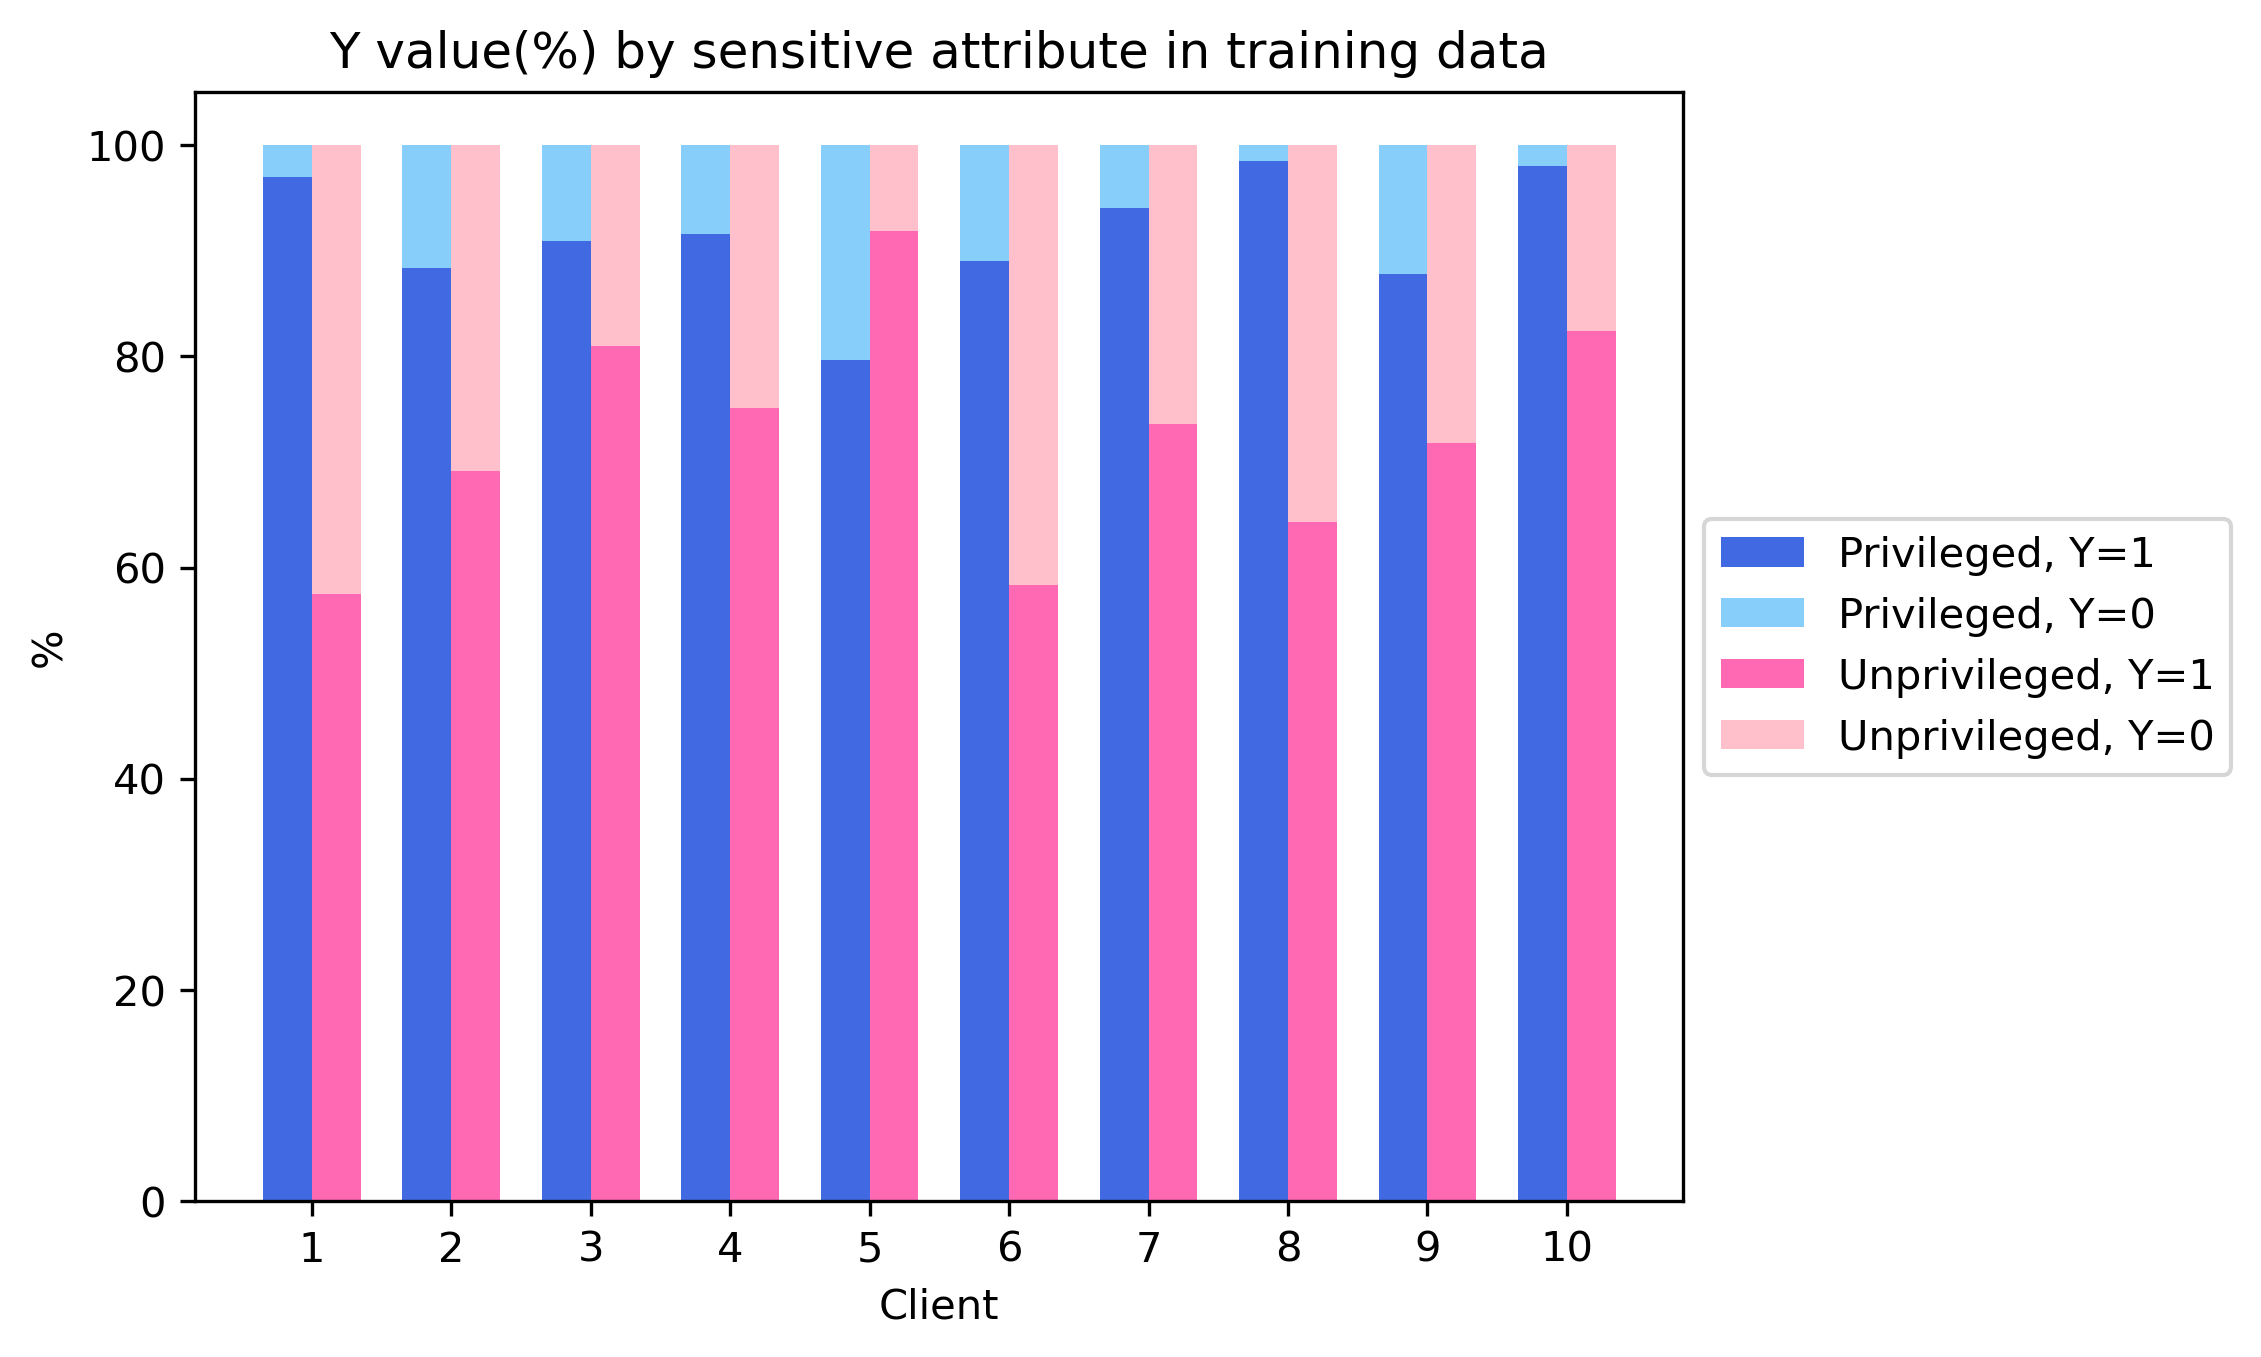 Y value(%) by sensitive attribute in training data
100
80
60
40
20
0
%
1 2 3 4 5 6 7 8 9 10
Client
Privileged, Y=1
Privileged, Y=0
Unprivileged, Y=1
Unprivileged, Y=0